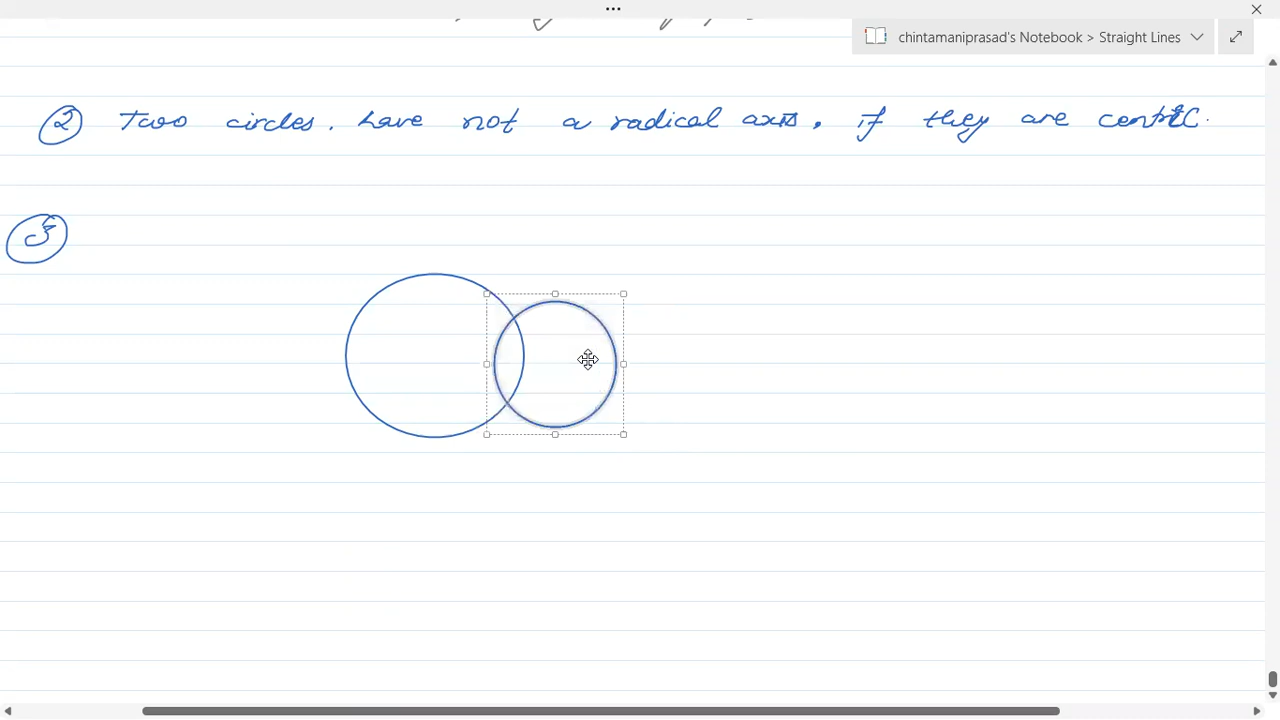 chintamaniprasad's Notebook > Straight Lines
② Two circles. have not a radical axis. if they are centric.
③